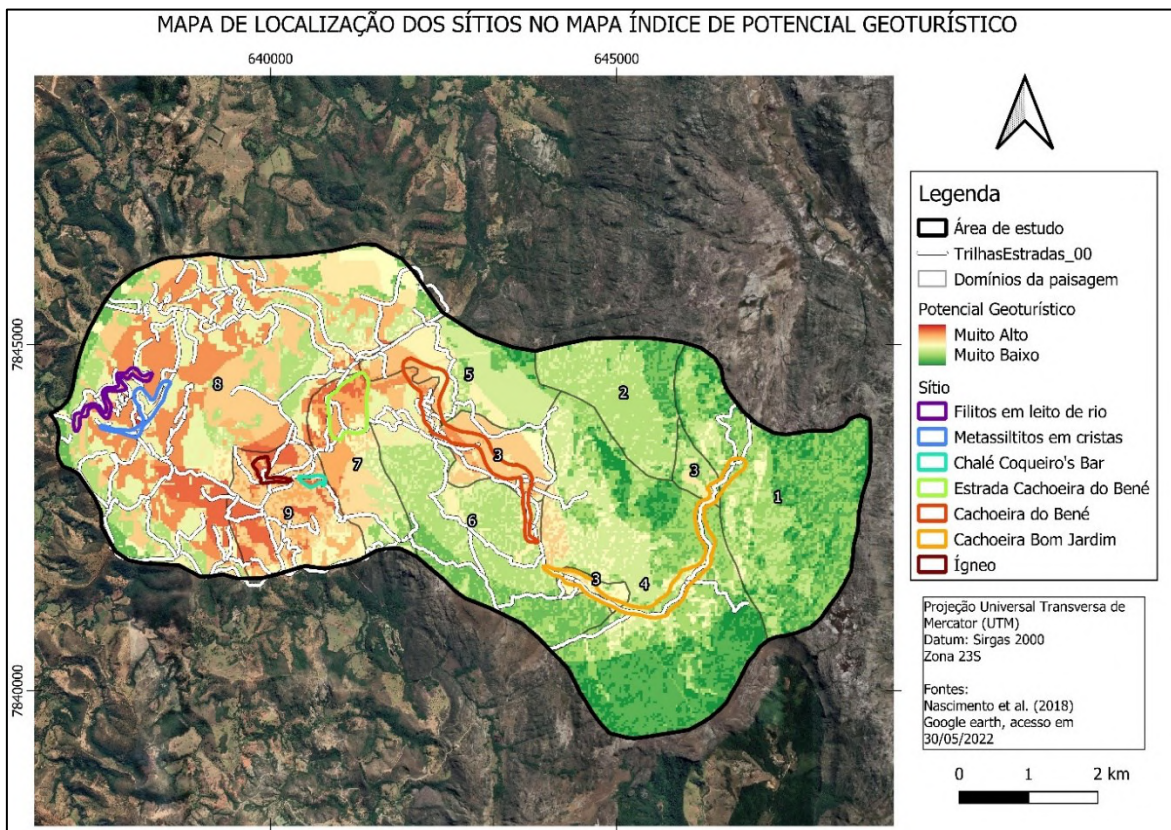 MAPA DE LOCALIZAÇÃO DOS SÍTIOS NO MAPA ÍNDICE DE POTENCIAL GEOTURÍSTICO
640000
645000
7845000
7840000
8
5
2
3
3
1
7
9
6
3
4
Legenda
Área de estudo
TrilhasEstradas_00
Domínios da paisagem
Potencial Geoturístico
Muito Alto
Muito Baixo
Sítio
Filitos em leito de rio
Metassiltitos em cristas
Chalé Coqueiro's Bar
Estrada Cachoeira do Bené
Cachoeira do Bené
Cachoeira Bom Jardim
Ígneo
Projeção Universal Transversa de
Mercator (UTM)
Datum: Sirgas 2000
Zona 23S
Fontes:
Nascimento et al. (2018)
Google earth, acesso em
30/05/2022
0 1 2 km